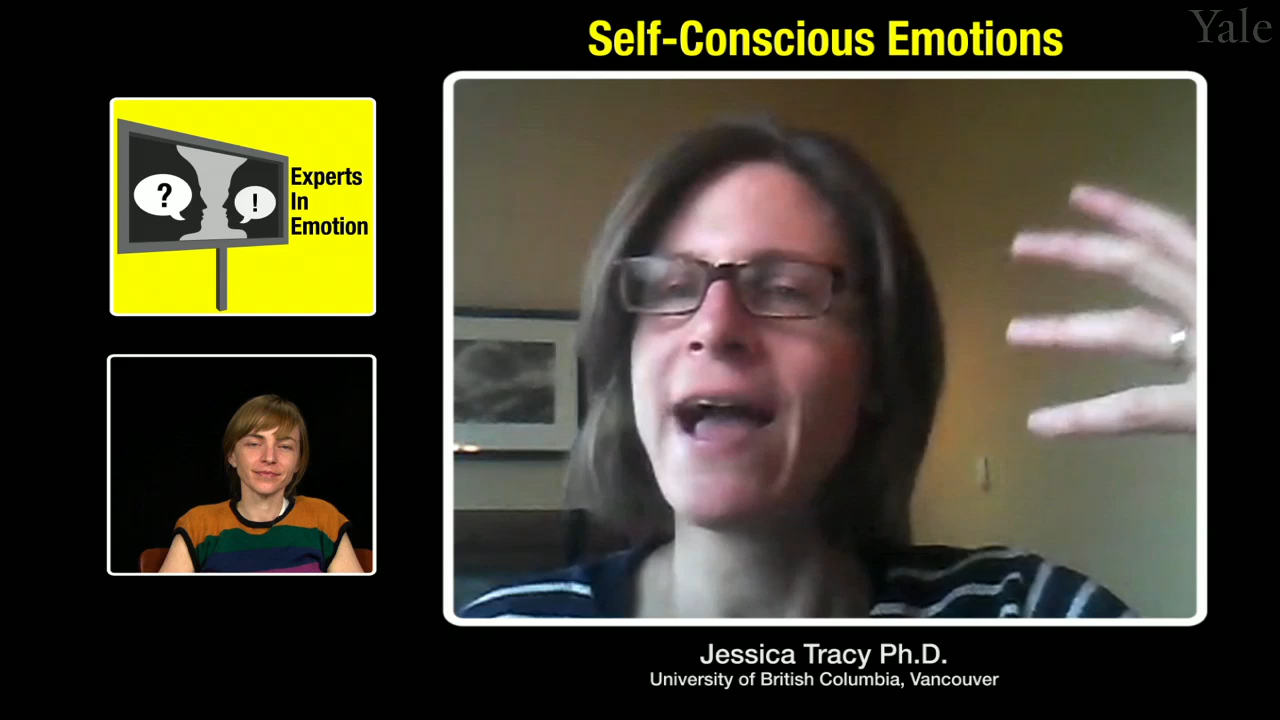 Self-Conscious Emotions
Yale
?
!
Experts
In
Emotion
Jessica Tracy Ph.D.
University of British Columbia, Vancouver